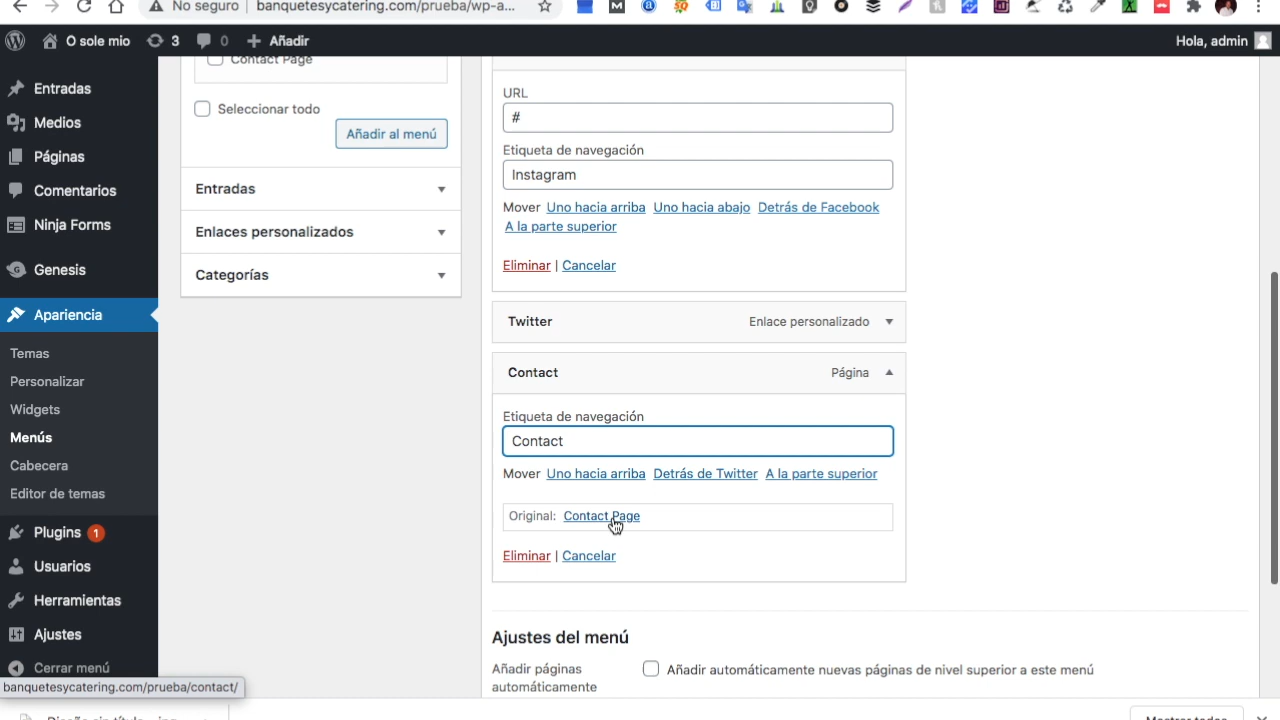 No seguro
banquetesycatering.com/prueba/wp-a...
O sole mio
3
0
Añadir
Hola, admin
Entradas
Medios
Páginas
Comentarios
Ninja Forms
Genesis
Apariencia
Temas
Personalizar
Widgets
Menús
Cabecera
Editor de temas
Plugins 1
Usuarios
Herramientas
Ajustes
Cerrar menú
banquetesycatering.com/prueba/contact/
Contact Page
Seleccionar todo
Añadir al menú
Entradas
Enlaces personalizados
Categorías
URL
#
Etiqueta de navegación
Instagram
Mover Uno hacia arriba Uno hacia abajo Detrás de Facebook
A la parte superior
Eliminar | Cancelar
Twitter Enlace personalizado
Contact Página
Etiqueta de navegación
Contact
Mover Uno hacia arriba Detrás de Twitter A la parte superior
Original: Contact Page
Eliminar | Cancelar
Ajustes del menú
Añadir páginas
automáticamente
Añadir automáticamente nuevas páginas de nivel superior a este menú
Mostrar todos